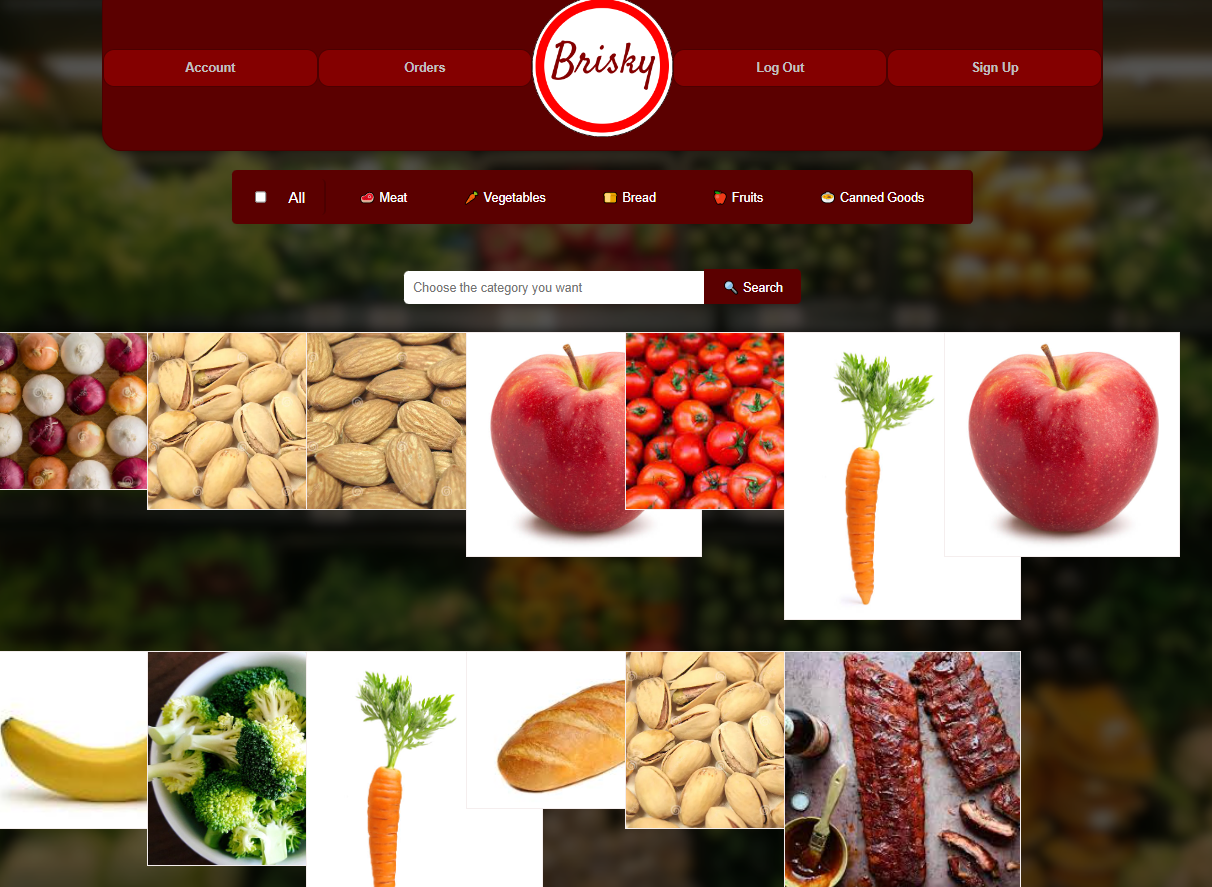 Account
Orders
Brisky
Log Out
Sign Up
All
Meat
Vegetables
Bread
Fruits
Canned Goods
Choose the category you want
Search